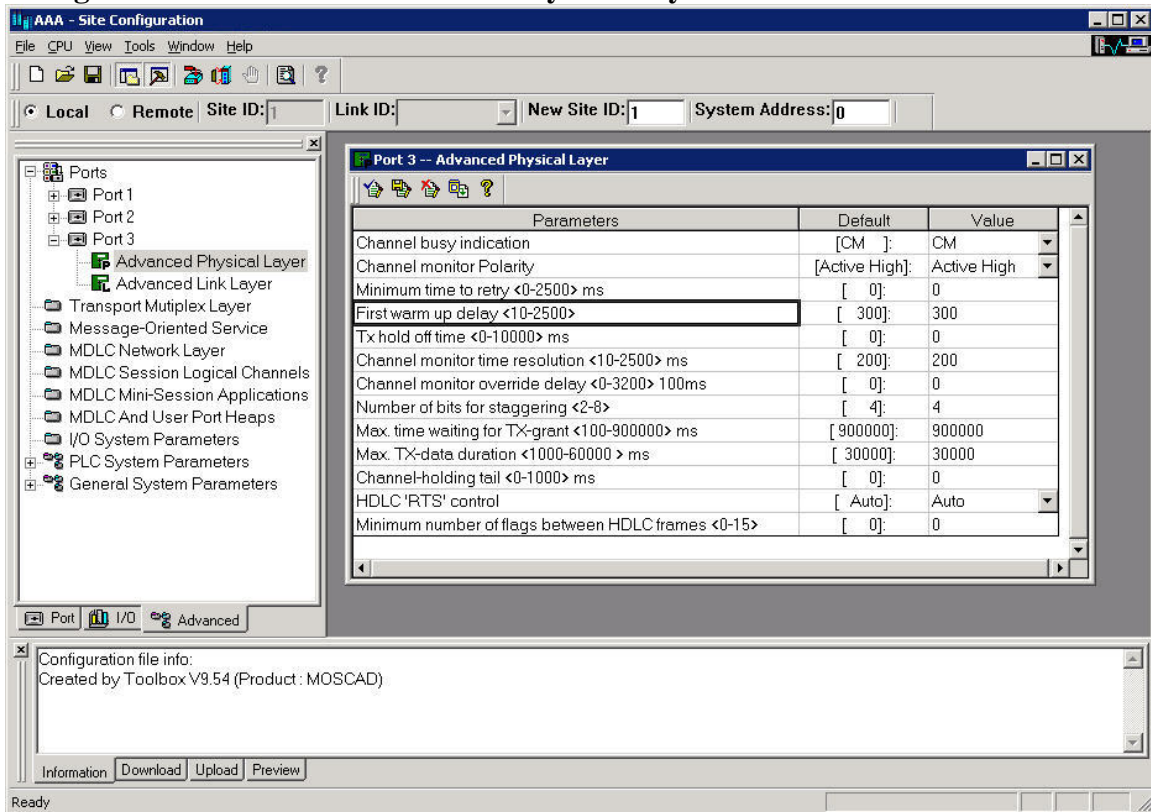 AAA - Site Configuration
File CPU View Tools Window Help
Local Remote Site ID: 1 Link ID: New Site ID: 1 System Address: 0
Ports
Port 1
Port 2
Port 3
Advanced Physical Layer
Advanced Link Layer
Transport Mutiplex Layer
Message-Oriented Service
MDLC Network Layer
MDLC Session Logical Channels
MDLC Mini-Session Applications
MDLC And User Port Heaps
I/O System Parameters
PLC System Parameters
General System Parameters
Port I/O Advanced
Port 3 -- Advanced Physical Layer
Parameters Default Value
Channel busy indication [CM ]: CM
Channel monitor Polarity [Active High]: Active High
Minimum time to retry <0-2500> ms [ 0]: 0
First warm up delay <10-2500> [ 300]: 300
Tx hold off time <0-10000> ms [ 0]: 0
Channel monitor time resolution <10-2500> ms [ 200]: 200
Channel monitor override delay <0-3200> 100ms [ 0]: 0
Number of bits for staggering <2-8> [ 4]: 4
Max. time waiting for TX-grant <100-900000> ms [ 900000]: 900000
Max. TX-data duration <1000-60000 > ms [ 30000]: 30000
Channel-holding tail <0-1000> ms [ 0]: 0
HDLC 'RTS' control [ Auto]: Auto
Minimum number of flags between HDLC frames <0-15> [ 0]: 0
Configuration file info:
Created by Toolbox V9.54 (Product : MOSCAD)
Information Download Upload Preview
Ready